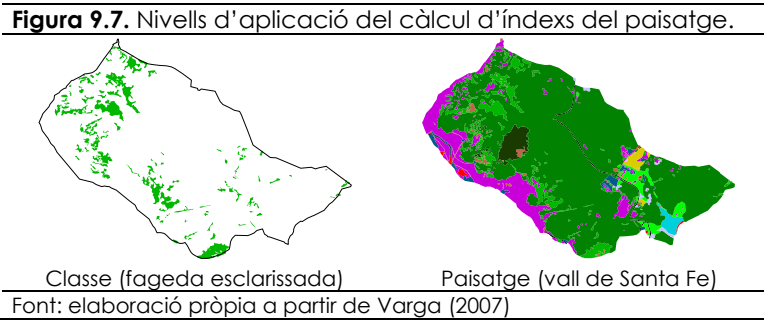 Figura 9.7. Nivells d’aplicació del càlcul d’índexs del paisatge.
Classe (fageda esclarissada)
Paisatge (vall de Santa Fe)
Font: elaboració pròpia a partir de Varga (2007)